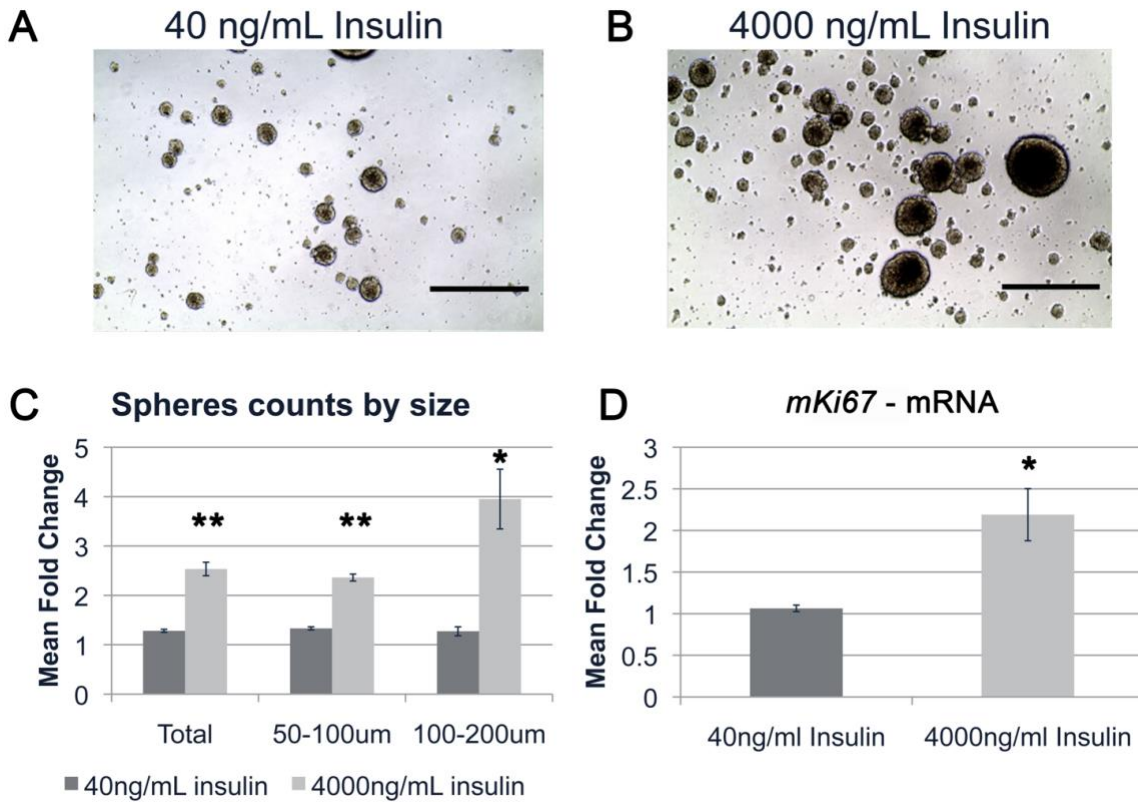 A
40 ng/mL Insulin
B
4000 ng/mL Insulin
C
Spheres counts by size
Mean Fold Change
5
4
3
2
1
0
**
**
*
Total
50-100um
100-200um
40ng/mL insulin
4000ng/mL insulin
D
mKi67 - mRNA
Mean Fold Change
3
2.5
2
1.5
1
0.5
0
*
40ng/ml Insulin
4000ng/ml Insulin